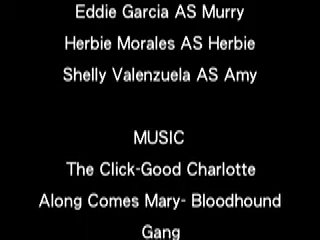 Eddie Garcia AS Murry
Herbie Morales AS Herbie
Shelly Valenzuela AS Amy
MUSIC
The Click-Good Charlotte
Along Comes Mary- Bloodhound
Gang